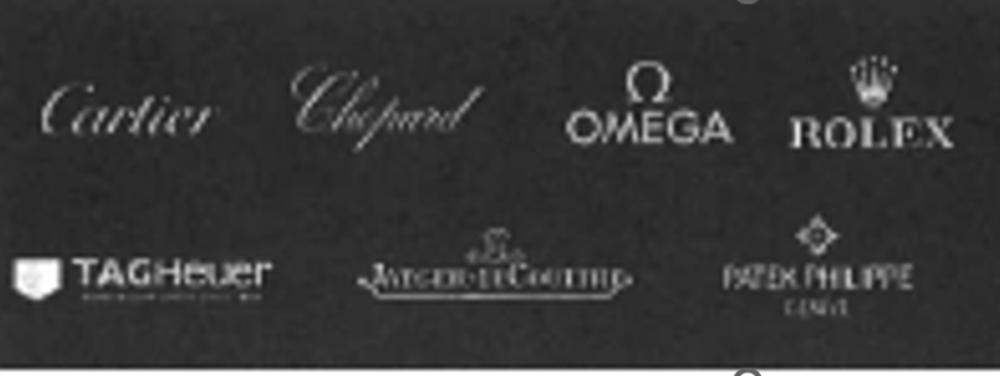 Cartier
Chopard
Ω
OMEGA
ROLEX
TAGHeuer
JAEGER-LECOULTRE
PATEK PHILIPPE
GENEVE